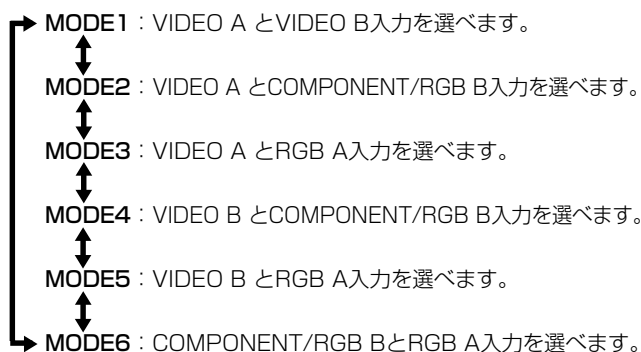 MODE1：VIDEO A とVIDEO B入力を選べます。
MODE2：VIDEO A とCOMPONENT/RGB B入力を選べます。
MODE3：VIDEO A とRGB A入力を選べます。
MODE4：VIDEO B とCOMPONENT/RGB B入力を選べます。
MODE5：VIDEO B とRGB A入力を選べます。
MODE6：COMPONENT/RGB BとRGB A入力を選べます。